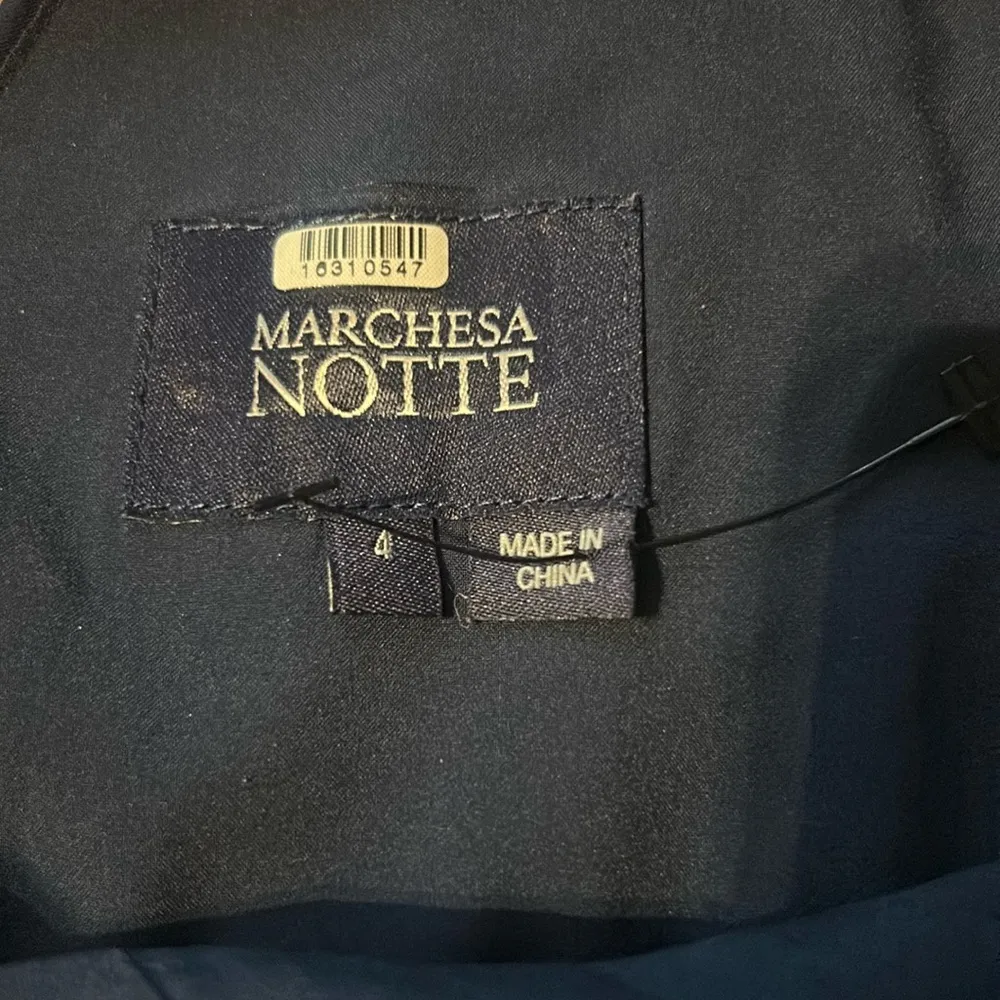 16310547
MARCHESA
NOTTE
4
MADE IN
CHINA